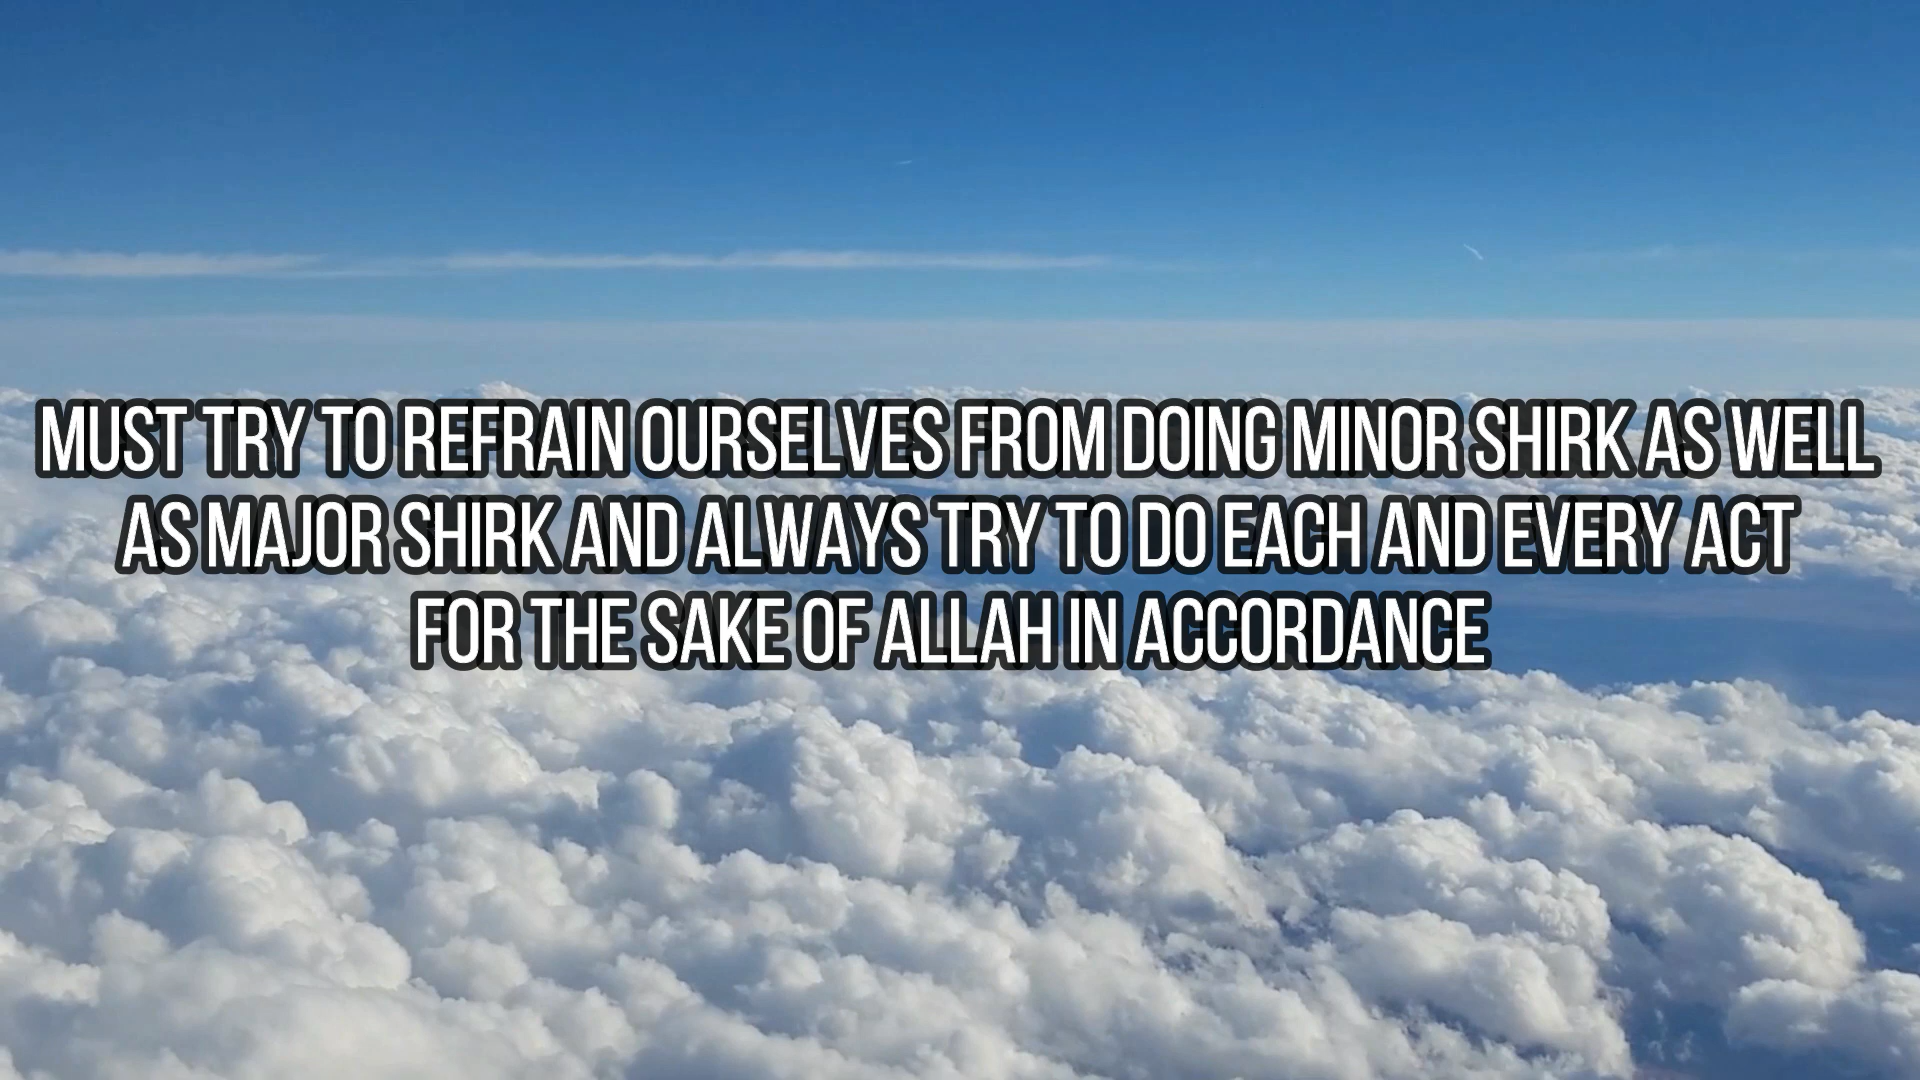 MUST TRY TO REFRAIN OURSELVES FROM DOING MINOR SHIRK AS WELL
AS MAJOR SHIRK AND ALWAYS TRY TO DO EACH AND EVERY ACT
FOR THE SAKE OF ALLAH IN ACCORDANCE